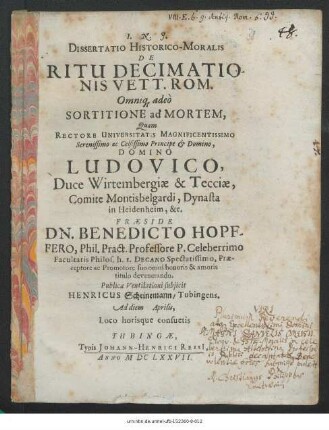 I. N. J.
DISSERTATIO HISTORICO-MORALIS
DE
RITU DECIMATIO-
NIS VETT. ROM.
Omniq́; adeò
SORTITIONE ad MORTEM,
Quam
RECTORE UNIVERSITATIS MAGNIFICENTISSIMO
Serenissimo ac Celsissimo Principe & Domino,
DOMINO
LUDOVICO,
Duce Wirtembergiæ & Tecciæ,
Comite Montisbelgardi, Dynasta
in Heidenheim, &c.
PRÆSIDE
DN. BENEDICTO HOPF-
FERO, Phil. Pract. Professore P. Celeberrimo
Facultatis Philos. h. t. DECANO Spectatissimo, Præ-
ceptore ac Promotore summi honoris & amoris
titulo devenerando,
Publicæ Ventilationi subjicit
HENRICUS Scheinemann, Tubingens.
Ad diem Aprilis,
Loco horisque consuetis
TUBINGÆ,
Typis JOHANN-HENRICI REISI,
ANNO M DC LXXVII.